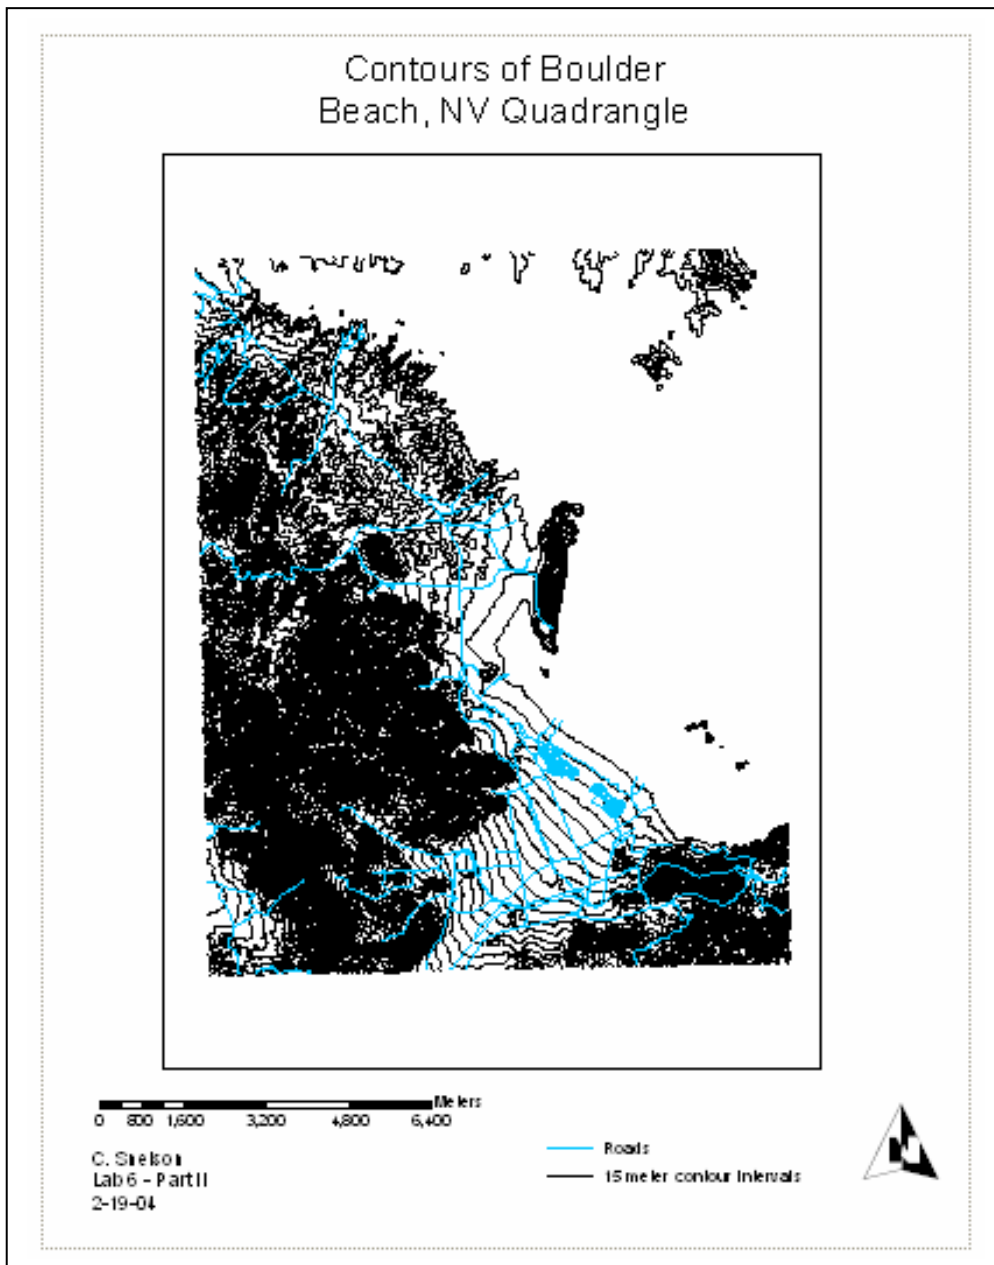 Contours of Boulder
Beach, NV Quadrangle
Meters
0 800 1,600 3,200 4,800 6,400
C. Snelson
Lab 6 - Part II
2-19-04
Roads
15 meter contour intervals
N